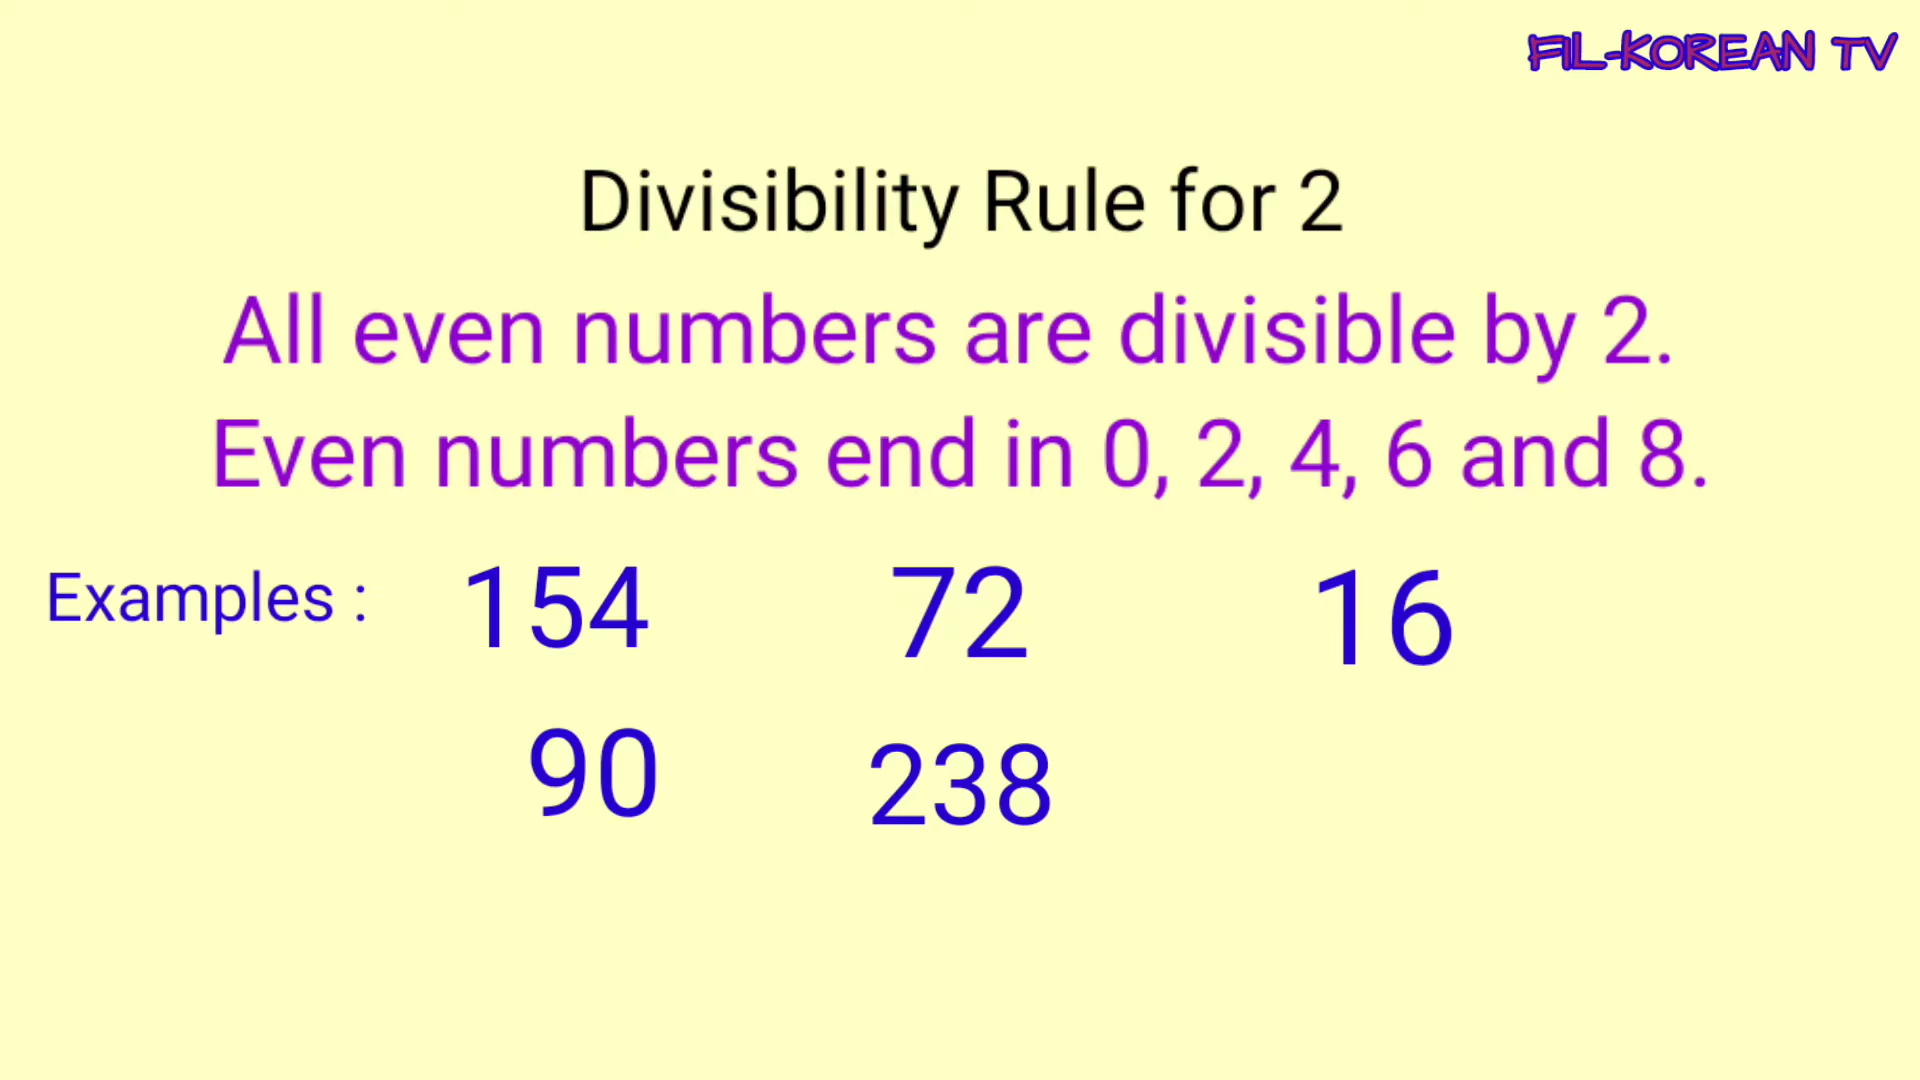 FIL-KOREAN TV
Divisibility Rule for 2
All even numbers are divisible by 2.
Even numbers end in 0, 2, 4, 6 and 8.
Examples : 154 72 16
90 238